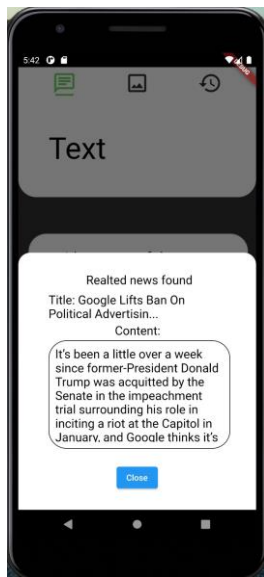 5:42
DEBUG
Text
Realted news found
Title: Google Lifts Ban On
Political Advertisin...
Content:
It's been a little over a week
since former-President Donald
Trump was acquitted by the
Senate in the impeachment
trial surrounding his role in
inciting a riot at the Capitol in
January, and Google thinks it's
Close